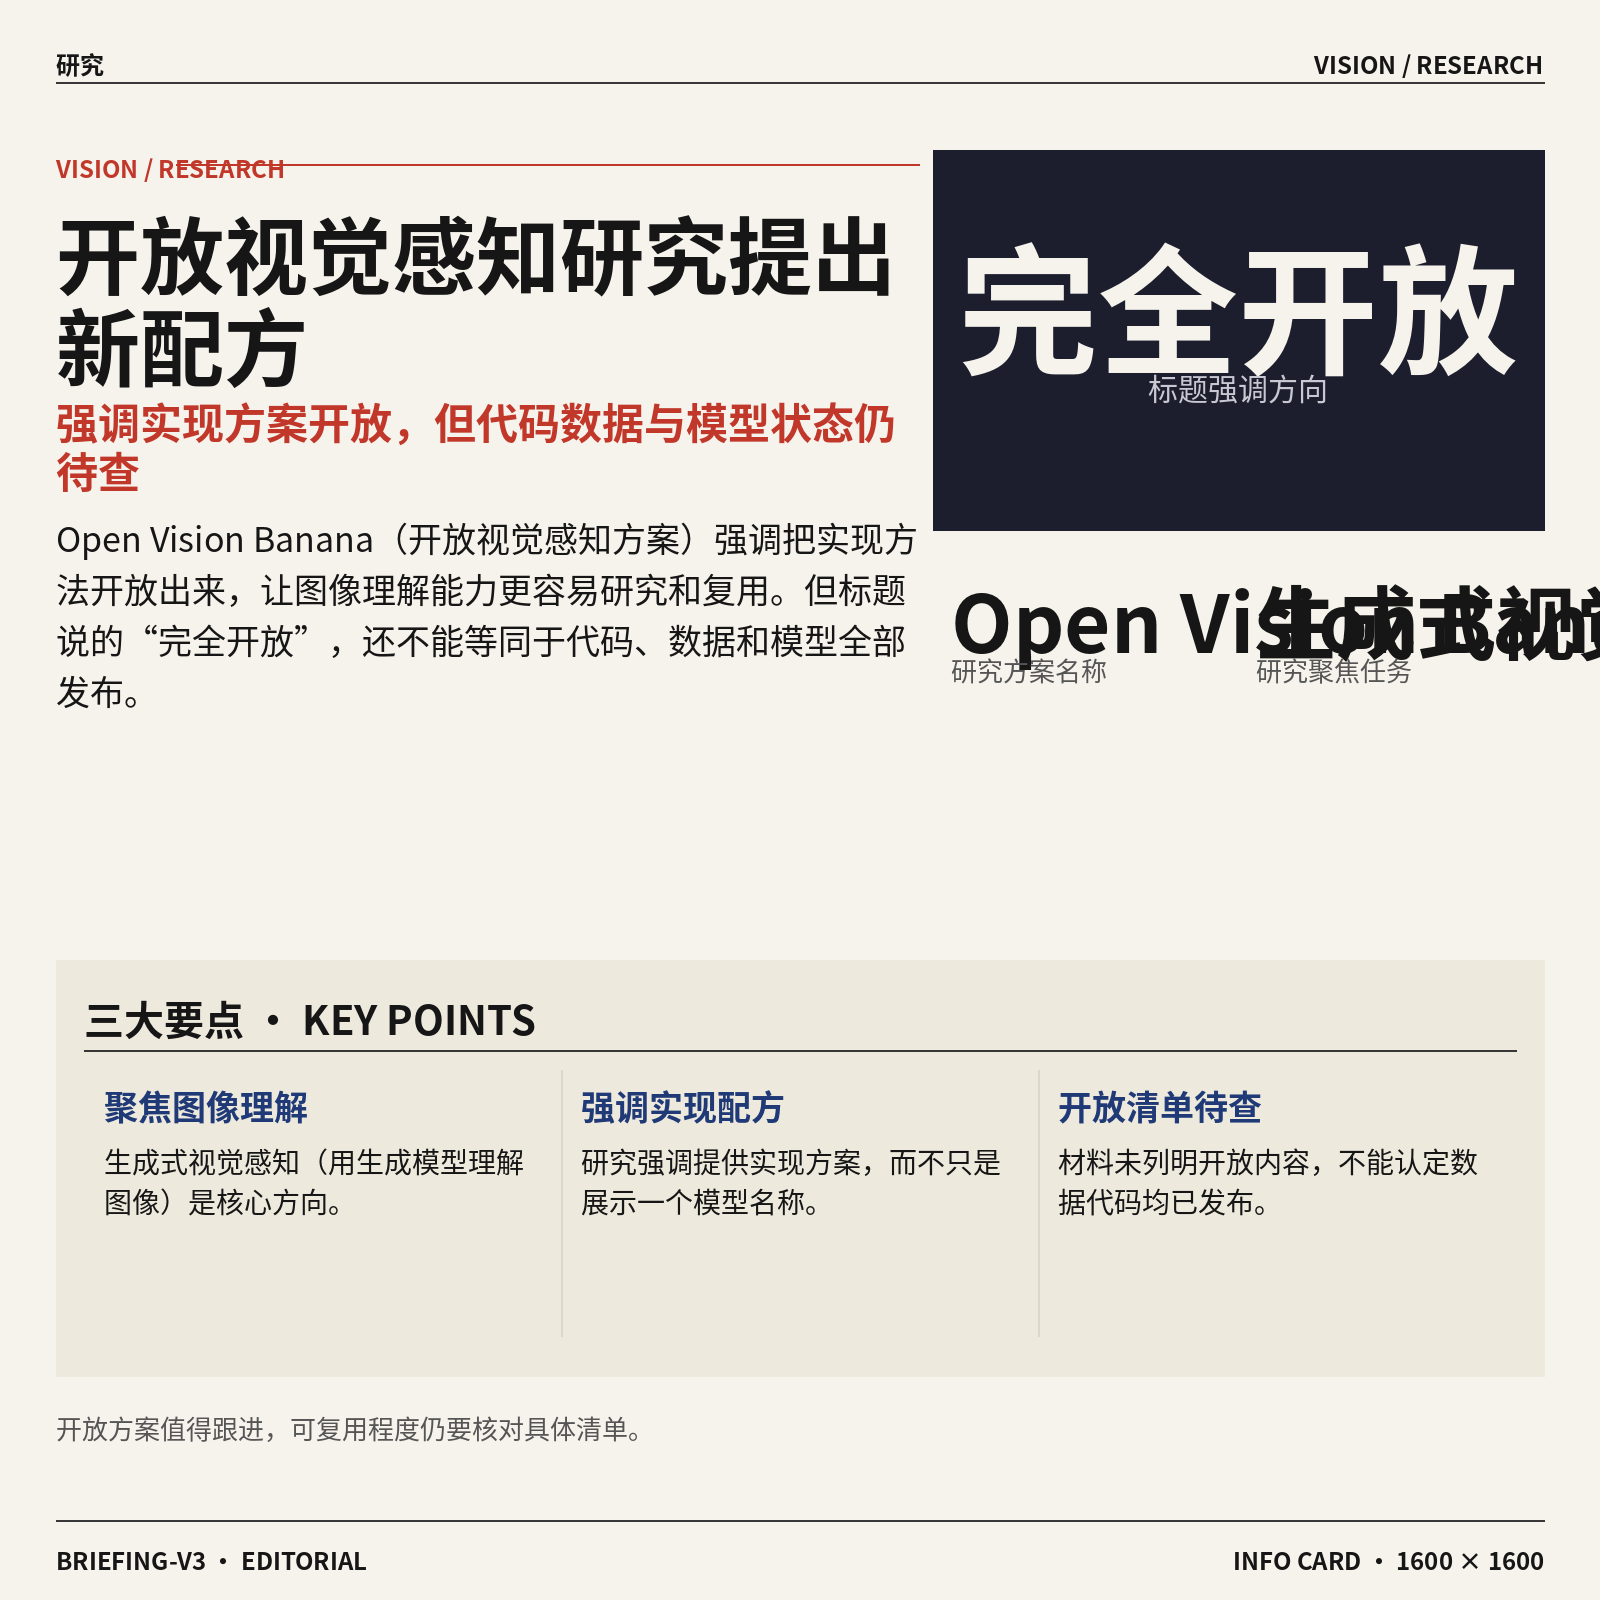 研究
VISION / RESEARCH
VISION / RESEARCH
开放视觉感知研究提出
新配方
强调实现方案开放，但代码数据与模型状态仍
待查
Open Vision Banana（开放视觉感知方案）强调把实现方
法开放出来，让图像理解能力更容易研究和复用。但标题
说的“完全开放”，还不能等同于代码、数据和模型全部
发布。
完全开放
标题强调方向
Open Vision
生成式视
研究方案名称
研究聚焦任务
三大要点 • KEY POINTS
聚焦图像理解
生成式视觉感知（用生成模型理解
图像）是核心方向。
强调实现配方
研究强调提供实现方案，而不只是
展示一个模型名称。
开放清单待查
材料未列明开放内容，不能认定数
据代码均已发布。
开放方案值得跟进，可复用程度仍要核对具体清单。
BRIEFING-V3 • EDITORIAL
INFO CARD • 1600 × 1600